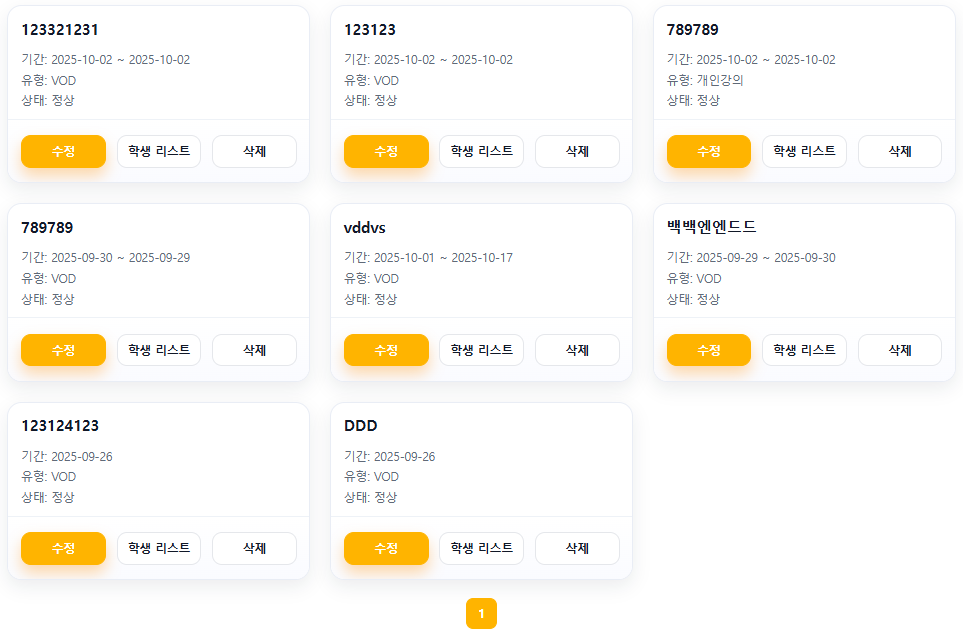 123321231
기간: 2025-10-02 ~ 2025-10-02
유형: VOD
상태: 정상
수정 학생 리스트 삭제
123123
기간: 2025-10-02 ~ 2025-10-02
유형: VOD
상태: 정상
수정 학생 리스트 삭제
789789
기간: 2025-10-02 ~ 2025-10-02
유형: 개인강의
상태: 정상
수정 학생 리스트 삭제
789789
기간: 2025-09-30 ~ 2025-09-29
유형: VOD
상태: 정상
수정 학생 리스트 삭제
vddvs
기간: 2025-10-01 ~ 2025-10-17
유형: VOD
상태: 정상
수정 학생 리스트 삭제
백백엔엔드드
기간: 2025-09-29 ~ 2025-09-30
유형: VOD
상태: 정상
수정 학생 리스트 삭제
123124123
기간: 2025-09-26
유형: VOD
상태: 정상
수정 학생 리스트 삭제
DDD
기간: 2025-09-26
유형: VOD
상태: 정상
수정 학생 리스트 삭제
1